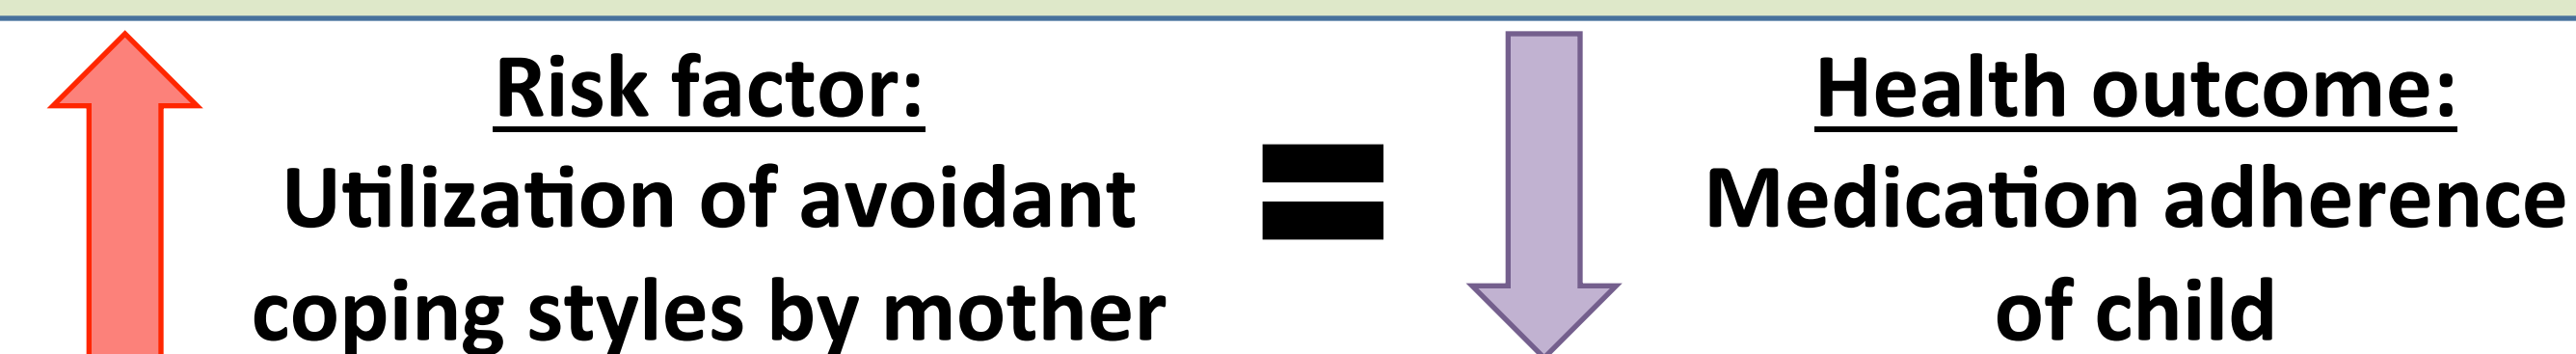 Risk factor:
Utilization of avoidant
coping styles by mother
=
Health outcome:
Medication adherence
of child